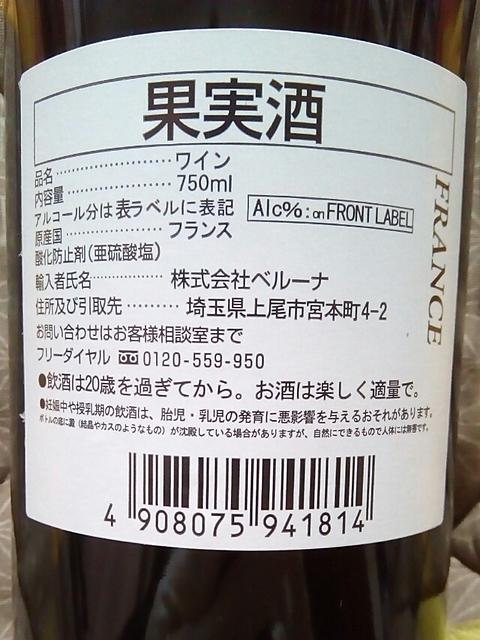 果実酒
品名……………………ワイン
内容量…………………750ml
アルコール分は表ラベルに表記 Alc%:on FRONT LABEL
原産国………………フランス
酸化防止剤(亜硫酸塩)
輸入者氏名……………株式会社ベルーナ
住所及び引取先………埼玉県上尾市宮本町4-2
お問い合わせはお客様相談室まで
フリーダイヤル 0120-559-950
●飲酒は20歳を過ぎてから。お酒は楽しく適量で。
●妊娠中や授乳期の飲酒は、胎児・乳児の発育に悪影響を与えるおそれがあります。
ボトルの底に澱(結晶やカスのようなもの)が沈殿している場合がありますが、自然にできるもので人体には無害です。
4 908075 941814
FRANCE